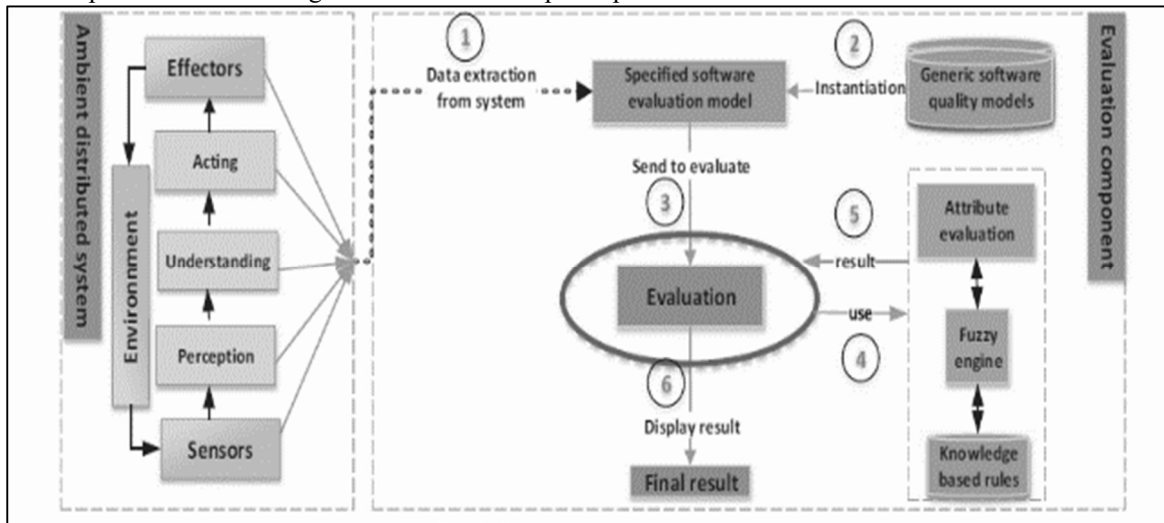 Ambient distributed system
Effectors
Acting
Understanding
Perception
Sensors
Environnment
1
Data extraction
from system
Specified software
evaluation model
2
Instantiation
Generic software
quality models
Evaluation component
Send to evaluate
3
Evaluation
5
result
use
4
Attribute
evaluation
Fuzzy
engine
Knowledge
based rules
6
Display result
Final result